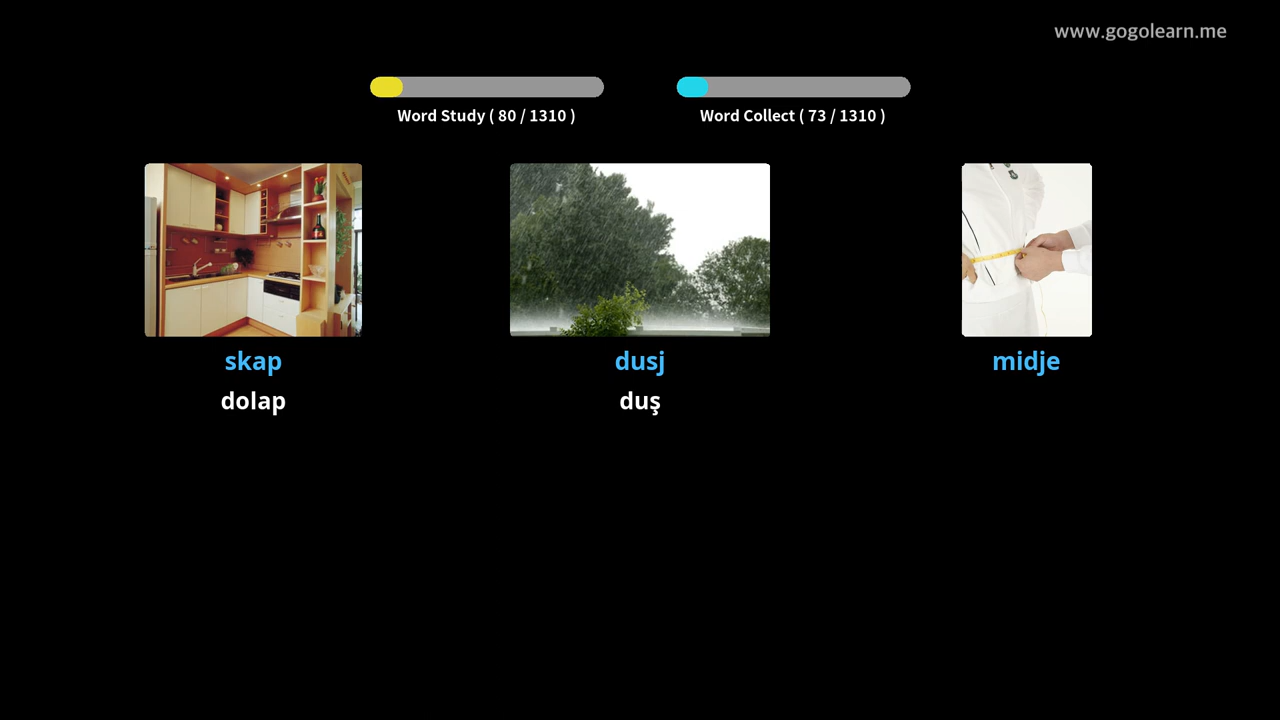 www.gogolearn.me
Word Study ( 80 / 1310 )
Word Collect ( 73 / 1310 )
skap
dusj
midje
dolap
duş